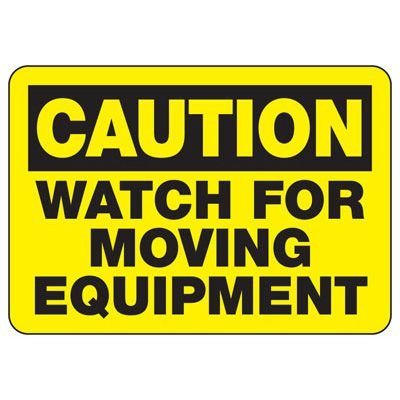 CAUTION
WATCH FOR
MOVING
EQUIPMENT